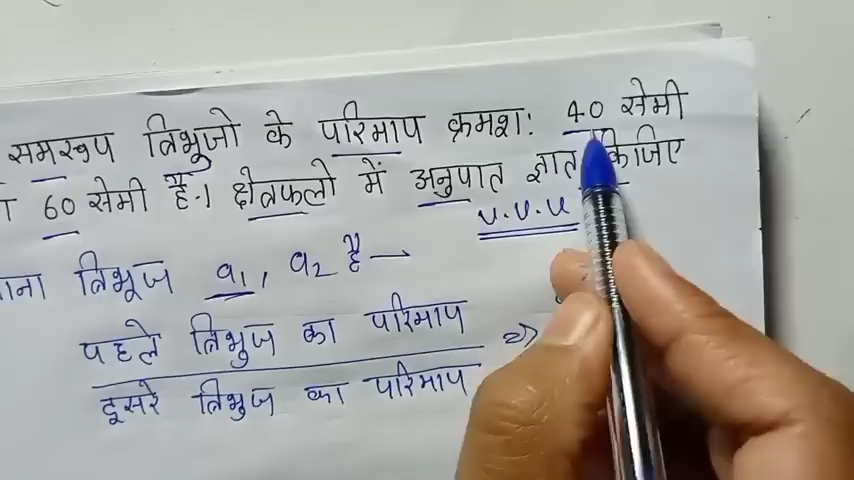 समरूप त्रिभुजो के परिमाप क्रमश: 40 सेमी
60 सेमी है.। क्षेत्रफलो में अनुपात ज्ञात किजिए
v.v.u
त्रिभूज a₁, a₂ है —
पहले त्रिभुज का परिमाप
दूसरे त्रिभुज का परिमाप